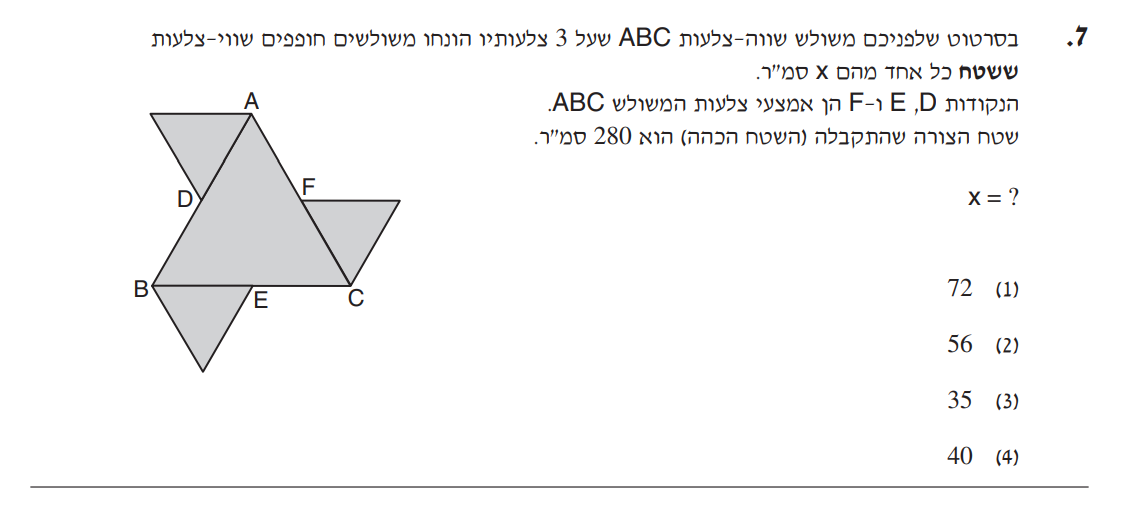 7. בסרטוט שלפניכם משולש שווה-צלעות ABC שעל 3 צלעותיו הונחו משולשים חופפים שווי-צלעות
ששטח כל אחד מהם x סמ״ר.
הנקודות D, E ו-F הן אמצעי צלעות המשולש ABC.
שטח הצורה שהתקבלה (השטח הכהה) הוא 280 סמ״ר.
x = ?
(1) 72
(2) 56
(3) 35
(4) 40
A
D
F
B
E
C